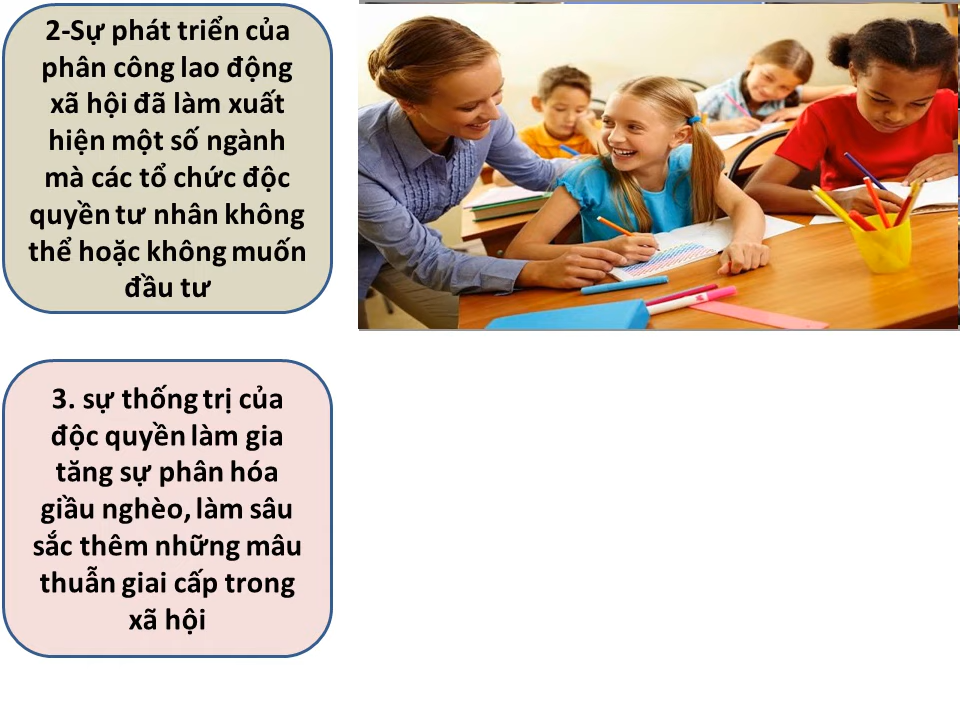 2-Sự phát triển của
phân công lao động
xã hội đã làm xuất
hiện một số ngành
mà các tổ chức độc
quyền tư nhân không
thể hoặc không muốn
đầu tư
3. sự thống trị của
độc quyền làm gia
tăng sự phân hóa
giầu nghèo, làm sâu
sắc thêm những mâu
thuẫn giai cấp trong
xã hội